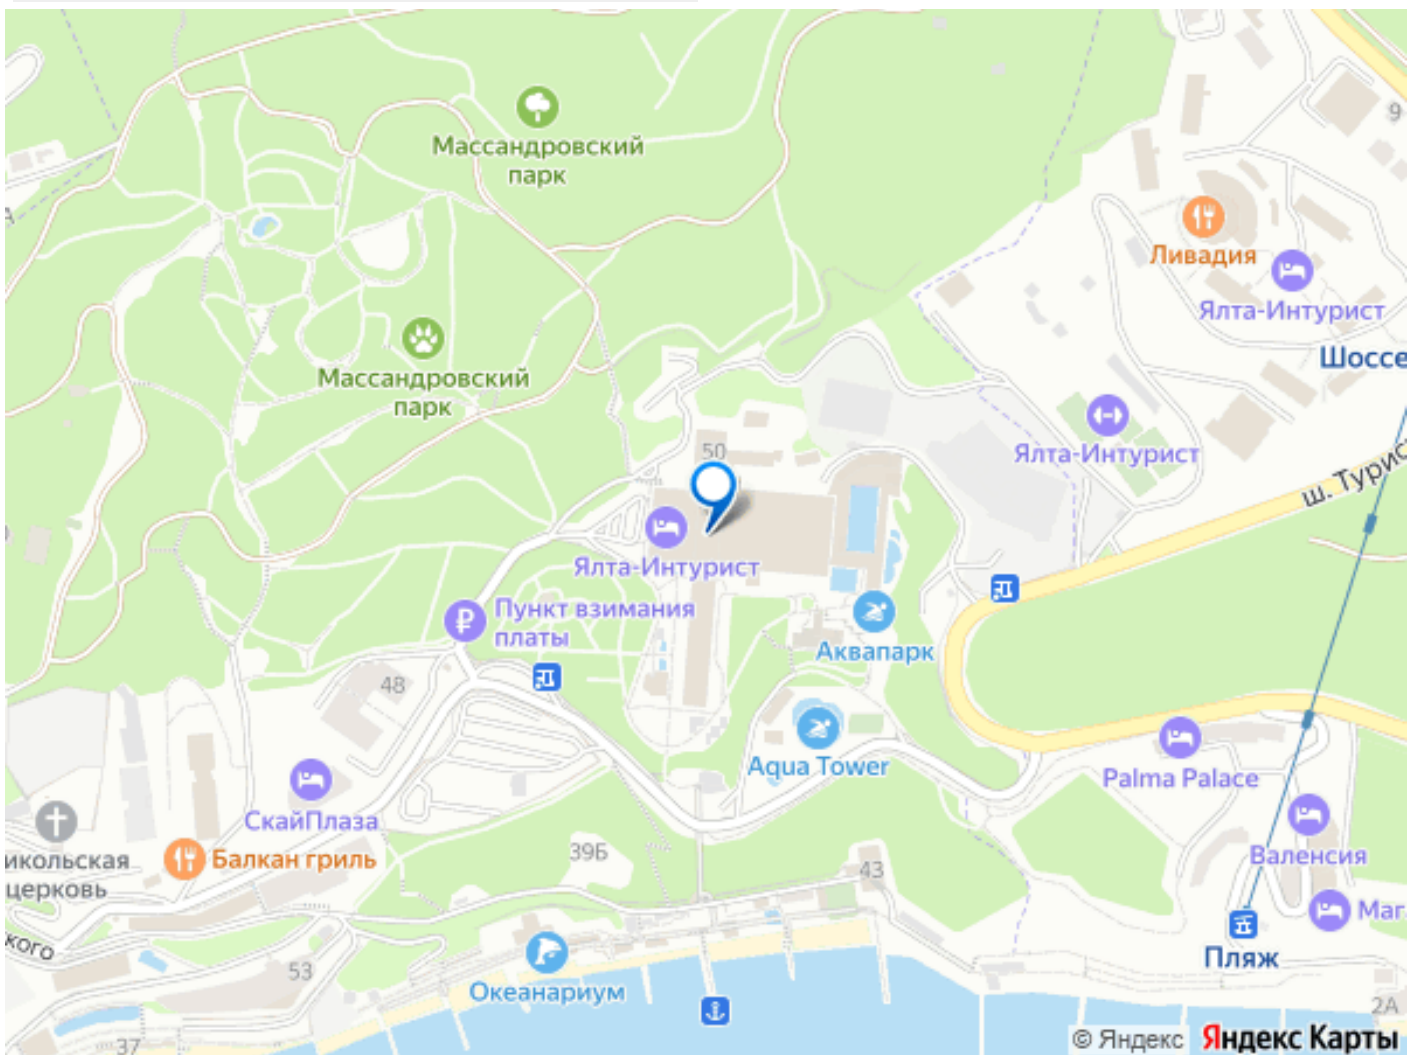 Массандровский
парк
9
Ливадия
Ялта-Интурист
Шоссе
Массандровский
парк
Ялта-Интурист
50
ш. Турис
Ялта-Интурист
Пункт взимания
платы
₽
Аквапарк
48
Aqua Tower
Palma Palace
СкайПлаза
Балкан гриль
икольская
церковь
39Б
43
Валенсия
Маг
кого
Пляж
53
Океанариум
2А
37
© Яндекс Яндекс Карты